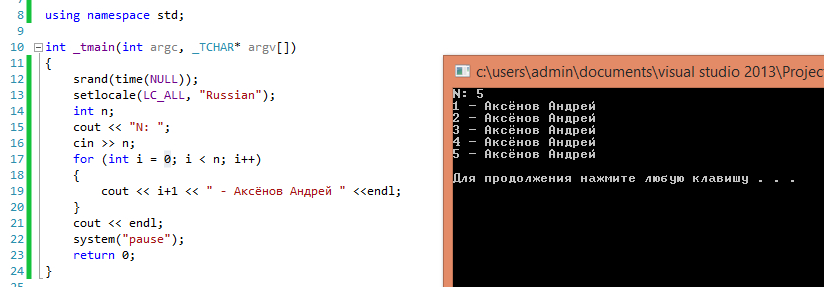 8 using namespace std;
9
10 int _tmain(int argc, _TCHAR* argv[])
11 {
12 srand(time(NULL));
13 setlocale(LC_ALL, "Russian");
14 int n;
15 cout << "N: ";
16 cin >> n;
17 for (int i = 0; i < n; i++)
18 {
19 cout << i+1 << " - Аксёнов Андрей " <<endl;
20 }
21 cout << endl;
22 system("pause");
23 return 0;
24 }
c:\users\admin\documents\visual studio 2013\Project
N: 5
1 - Аксёнов Андрей
2 - Аксёнов Андрей
3 - Аксёнов Андрей
4 - Аксёнов Андрей
5 - Аксёнов Андрей
Для продолжения нажмите любую клавишу . . .